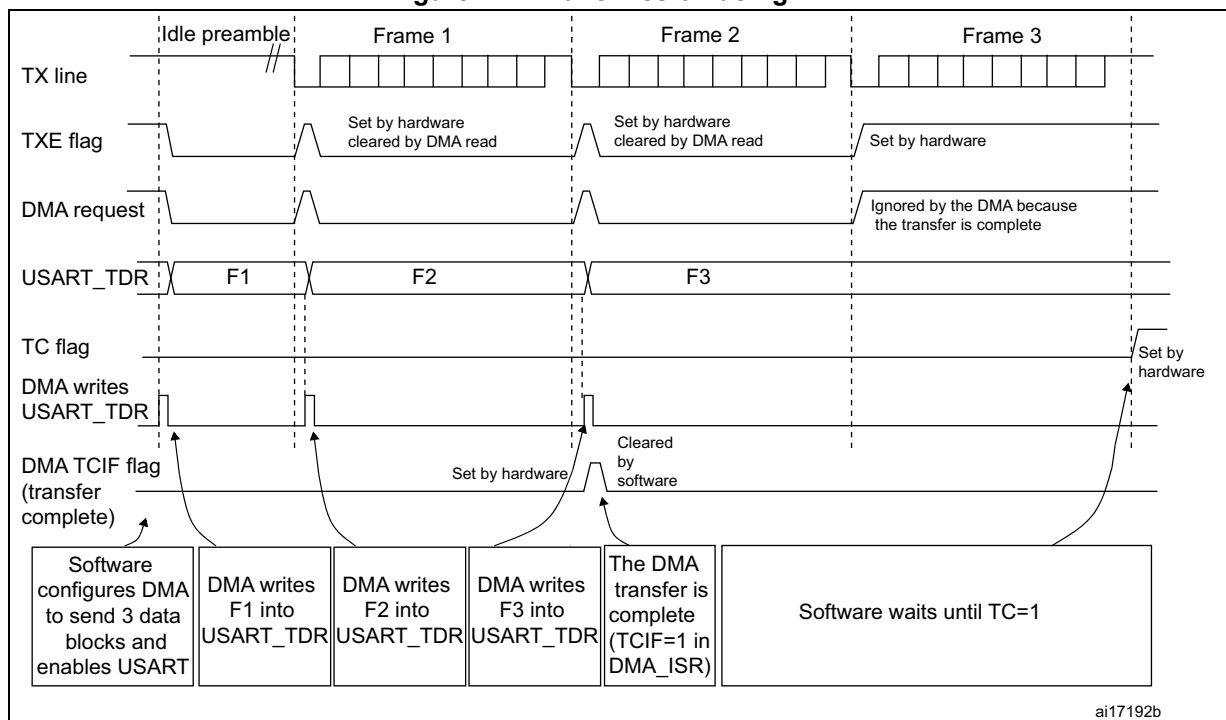 Idle preamble
Frame 1
Frame 2
Frame 3
TX line
TXE flag
Set by hardware
cleared by DMA read
Set by hardware
cleared by DMA read
Set by hardware
DMA request
Ignored by the DMA because
the transfer is complete
USART_TDR
F1
F2
F3
TC flag
Set by
hardware
DMA writes
USART_TDR
DMA TCIF flag
(transfer
complete)
Set by hardware
Cleared
by
software
Software
configures DMA
to send 3 data
blocks and
enables USART
DMA writes
F1 into
USART_TDR
DMA writes
F2 into
USART_TDR
DMA writes
F3 into
USART_TDR
The DMA
transfer is
complete
(TCIF=1 in
DMA_ISR)
Software waits until TC=1
ai17192b